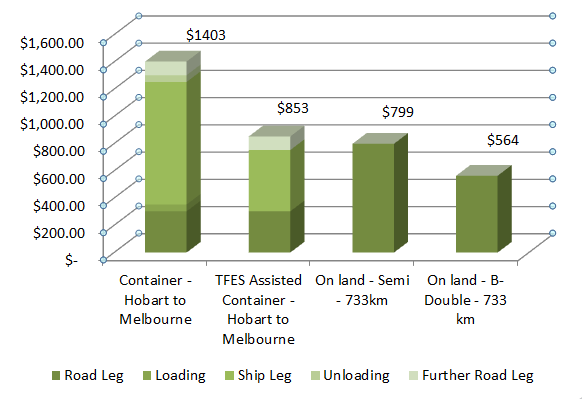 $1403
$1,600.00
$1,400.00
$853
$799
$1,200.00
$1,000.00
$564
$800.00
$600.00
$400.00
$200.00
$-
Container -
Hobart to
Melbourne
TFES Assisted
Container -
Hobart to
Melbourne
On land - Semi
- 733km
On land - B-
Double - 733
km
Road Leg Loading Ship Leg Unloading Further Road Leg